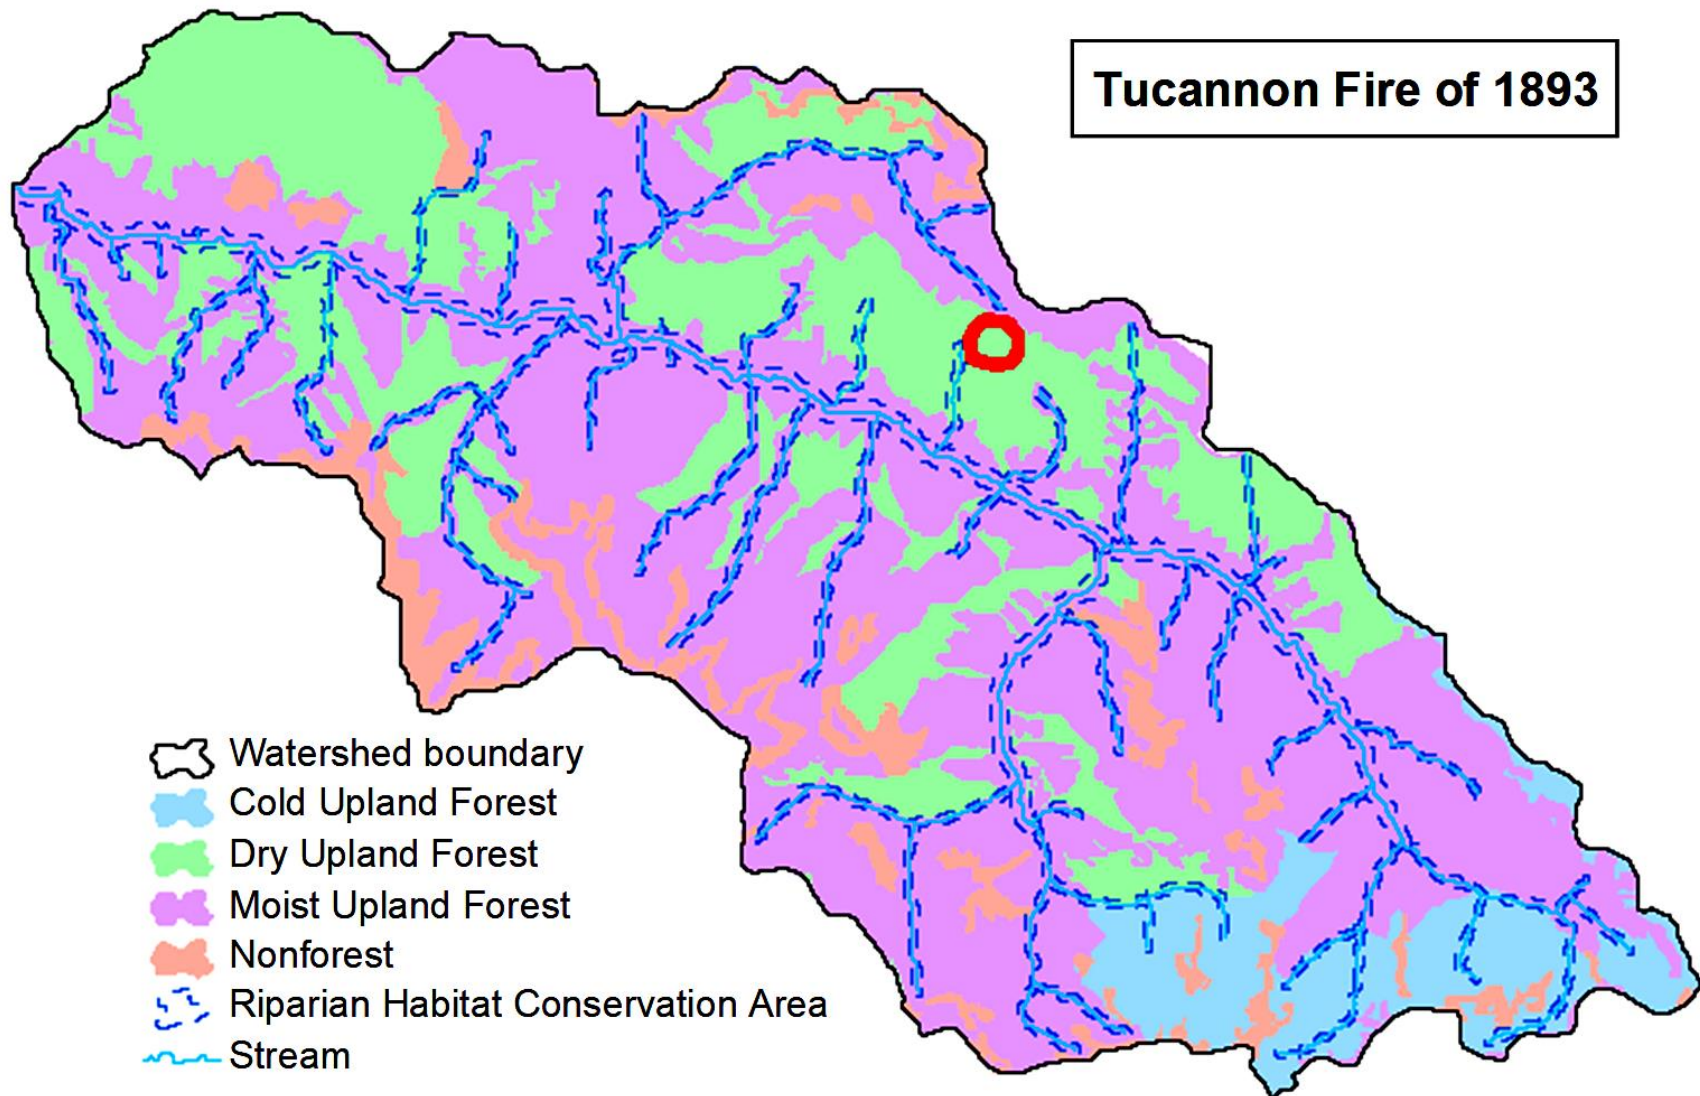 Tucannon Fire of 1893
Watershed boundary
Cold Upland Forest
Dry Upland Forest
Moist Upland Forest
Nonforest
Riparian Habitat Conservation Area
Stream